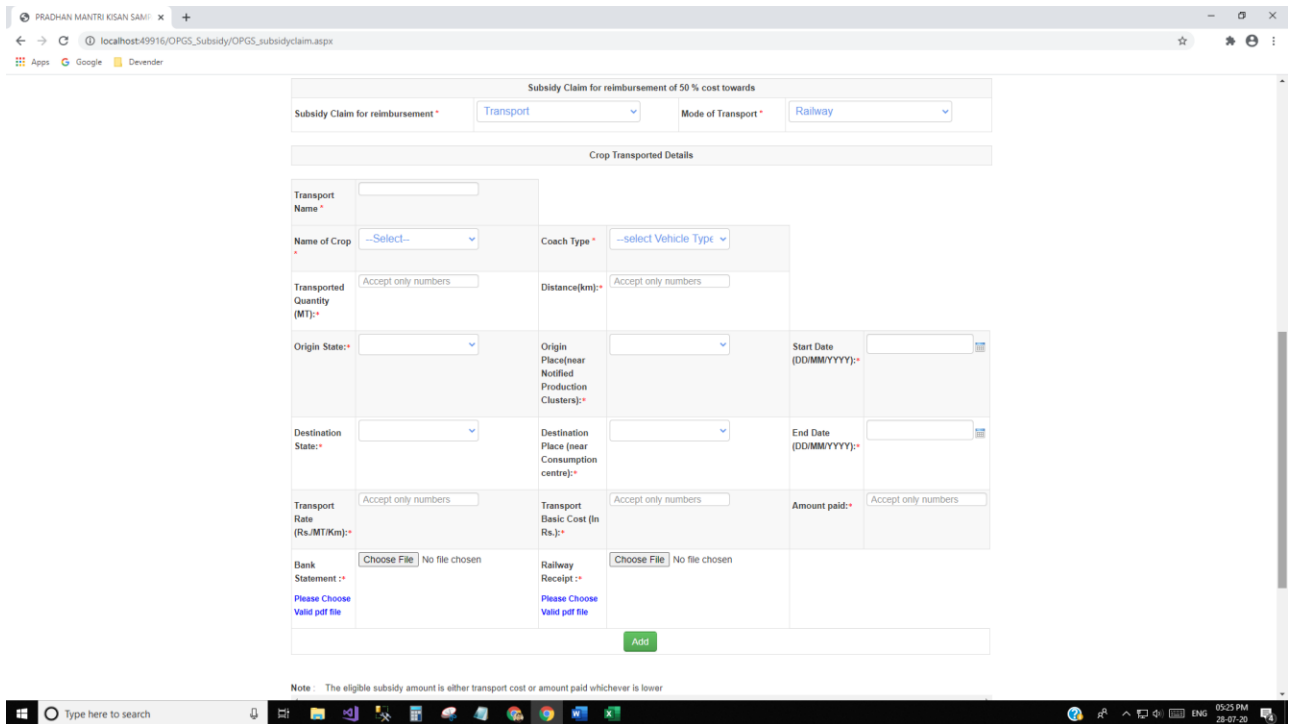 PRADHAN MANTRI KISAN SAMP
localhost:49916/OPGS_Subsidy/OPGS_subsidyclaim.aspx
Apps Google Devender
Subsidy Claim for reimbursement of 50 % cost towards
Subsidy Claim for reimbursement * Transport Mode of Transport * Railway
Crop Transported Details
Transport
Name *
Name of Crop --Select-- Coach Type * --select Vehicle Type
*
Transported Accept only numbers Distance(km):* Accept only numbers
Quantity
(MT):*
Origin State:* Origin Start Date
Place(near (DD/MM/YYYY):*
Notified
Production
Clusters):*
Destination Destination End Date
State:* Place (near (DD/MM/YYYY):*
Consumption
centre):*
Transport Accept only numbers Transport Accept only numbers Amount paid:* Accept only numbers
Rate Basic Cost (In
(Rs./MT/Km):* Rs.):*
Bank Choose File No file chosen Railway Choose File No file chosen
Statement :* Receipt :*
Please Choose Please Choose
Valid pdf file Valid pdf file
Add
Note : The eligible subsidy amount is either transport cost or amount paid whichever is lower
Type here to search ENG 05:25 PM
28-07-20